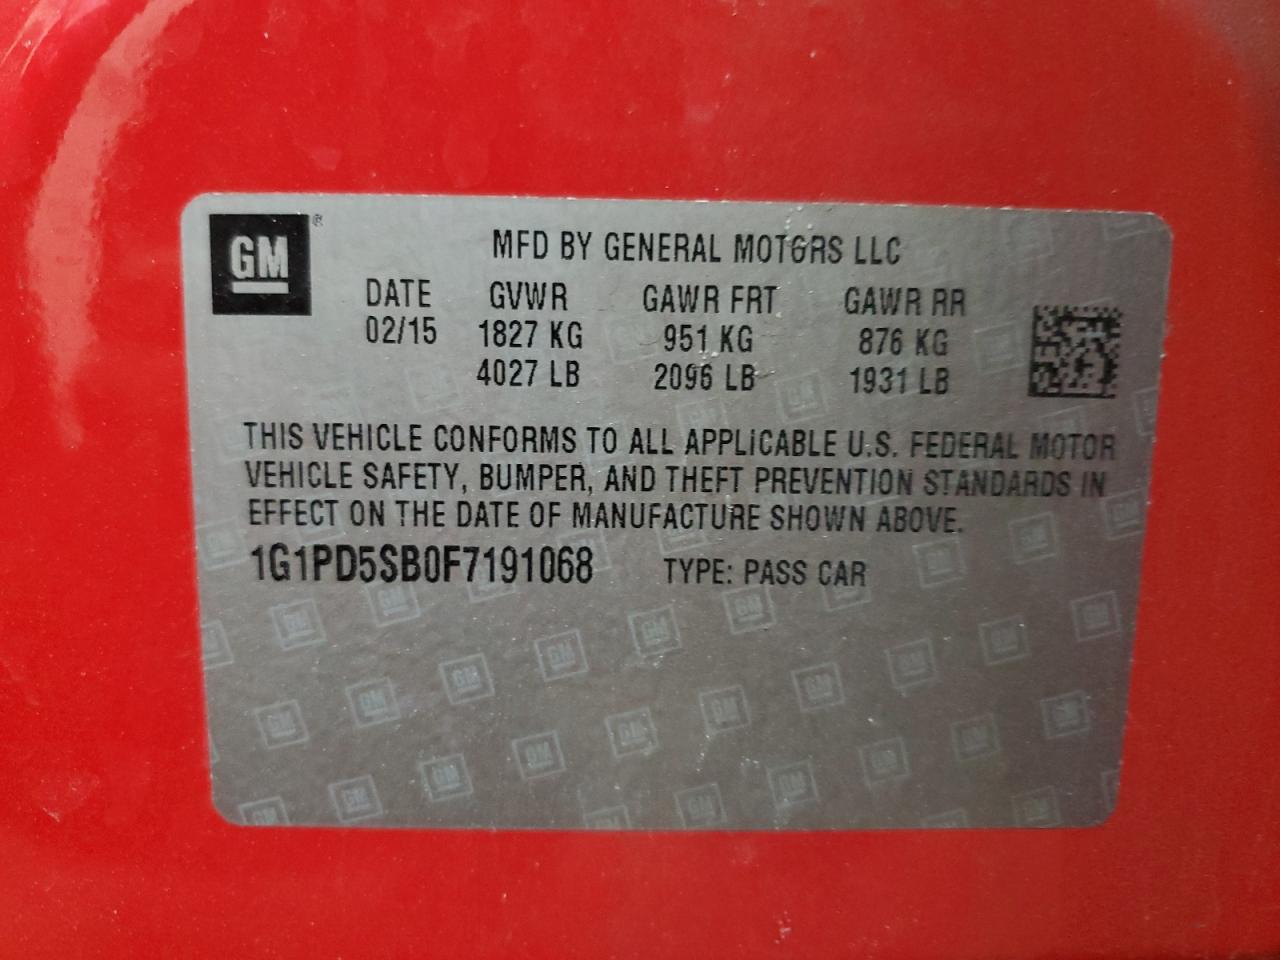 GM ®
MFD BY GENERAL MOTORS LLC
DATE GVWR GAWR FRT GAWR RR
02/15 1827 KG 951 KG 876 KG
4027 LB 2096 LB 1931 LB
THIS VEHICLE CONFORMS TO ALL APPLICABLE U.S. FEDERAL MOTOR
VEHICLE SAFETY, BUMPER, AND THEFT PREVENTION STANDARDS IN
EFFECT ON THE DATE OF MANUFACTURE SHOWN ABOVE.
1G1PD5SB0F7191068 TYPE: PASS CAR